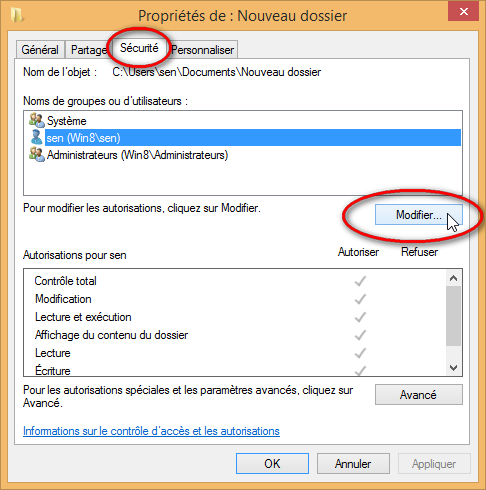 Propriétés de : Nouveau dossier
Général Partage Sécurité Personnaliser
Nom de l'objet : C:\Users\sen\Documents\Nouveau dossier
Noms de groupes ou d'utilisateurs :
Système
sen (Win8\sen)
Administrateurs (Win8\Administrateurs)
Pour modifier les autorisations, cliquez sur Modifier.
Modifier...
Autorisations pour sen Autoriser Refuser
Contrôle total
Modification
Lecture et exécution
Affichage du contenu du dossier
Lecture
Écriture
Pour les autorisations spéciales et les paramètres avancés, cliquez sur
Avancé.
Avancé
Informations sur le contrôle d'accès et les autorisations
OK Annuler Appliquer